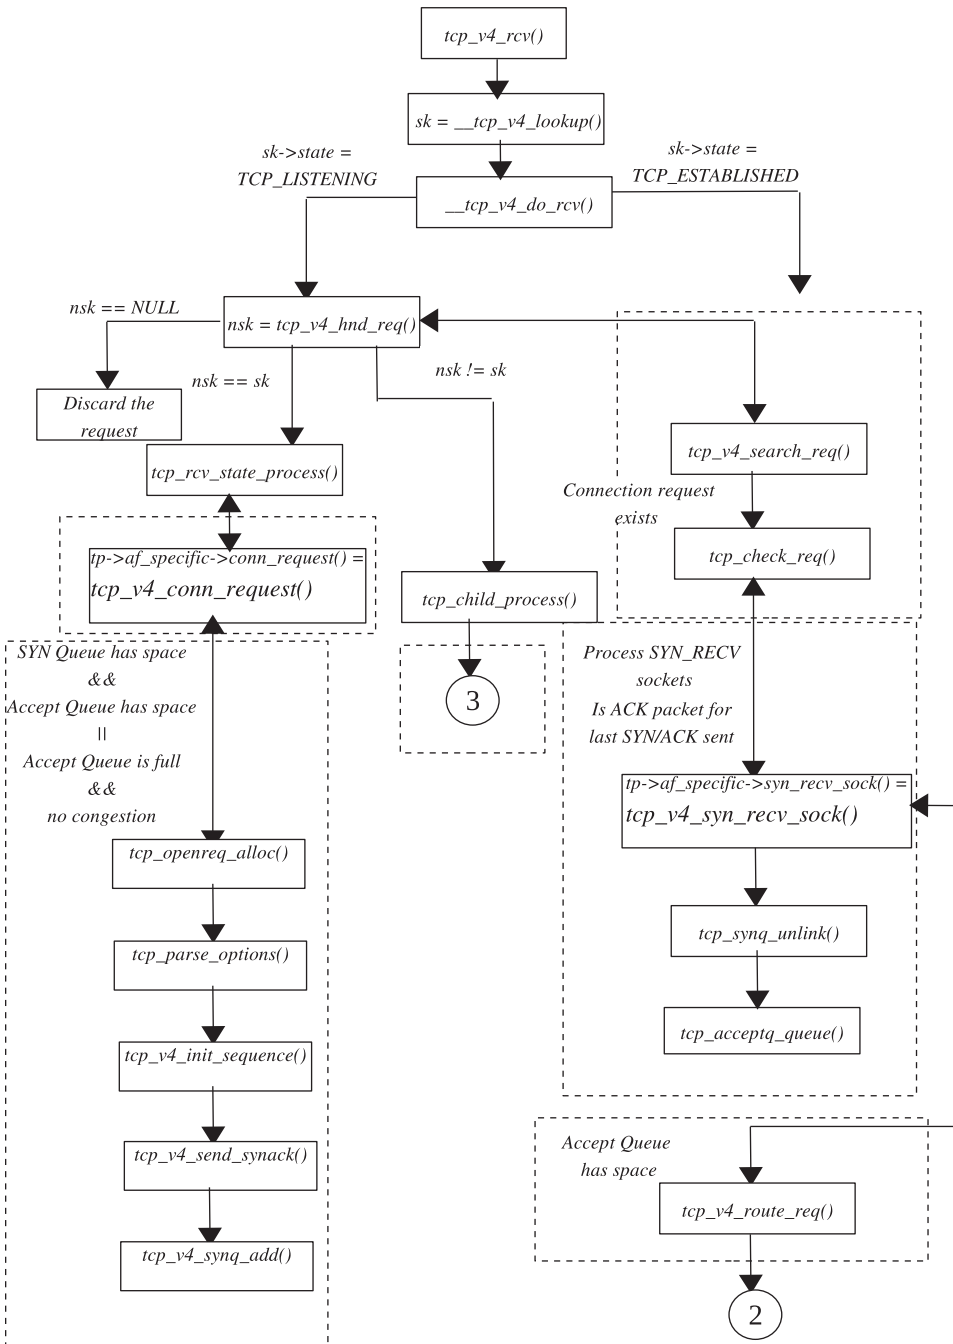 tcp_v4_rcv()
sk = __tcp_v4_lookup()
sk->state =
TCP_LISTENING
sk->state =
TCP_ESTABLISHED
__tcp_v4_do_rcv()
nsk == NULL
nsk = tcp_v4_hnd_req()
nsk == sk
nsk != sk
Discard the
request
tcp_rcv_state_process()
tcp_v4_search_req()
Connection request
exists
tcp_check_req()
tp->af_specific->conn_request() =
tcp_v4_conn_request()
tcp_child_process()
3
SYN Queue has space
&&
Accept Queue has space
||
Accept Queue is full
&&
no congestion
Process SYN_RECV
sockets
Is ACK packet for
last SYN/ACK sent
tp->af_specific->syn_recv_sock() =
tcp_v4_syn_recv_sock()
tcp_openreq_alloc()
tcp_parse_options()
tcp_v4_init_sequence()
tcp_v4_send_synack()
tcp_v4_synq_add()
tcp_synq_unlink()
tcp_acceptq_queue()
Accept Queue
has space
tcp_v4_route_req()
2